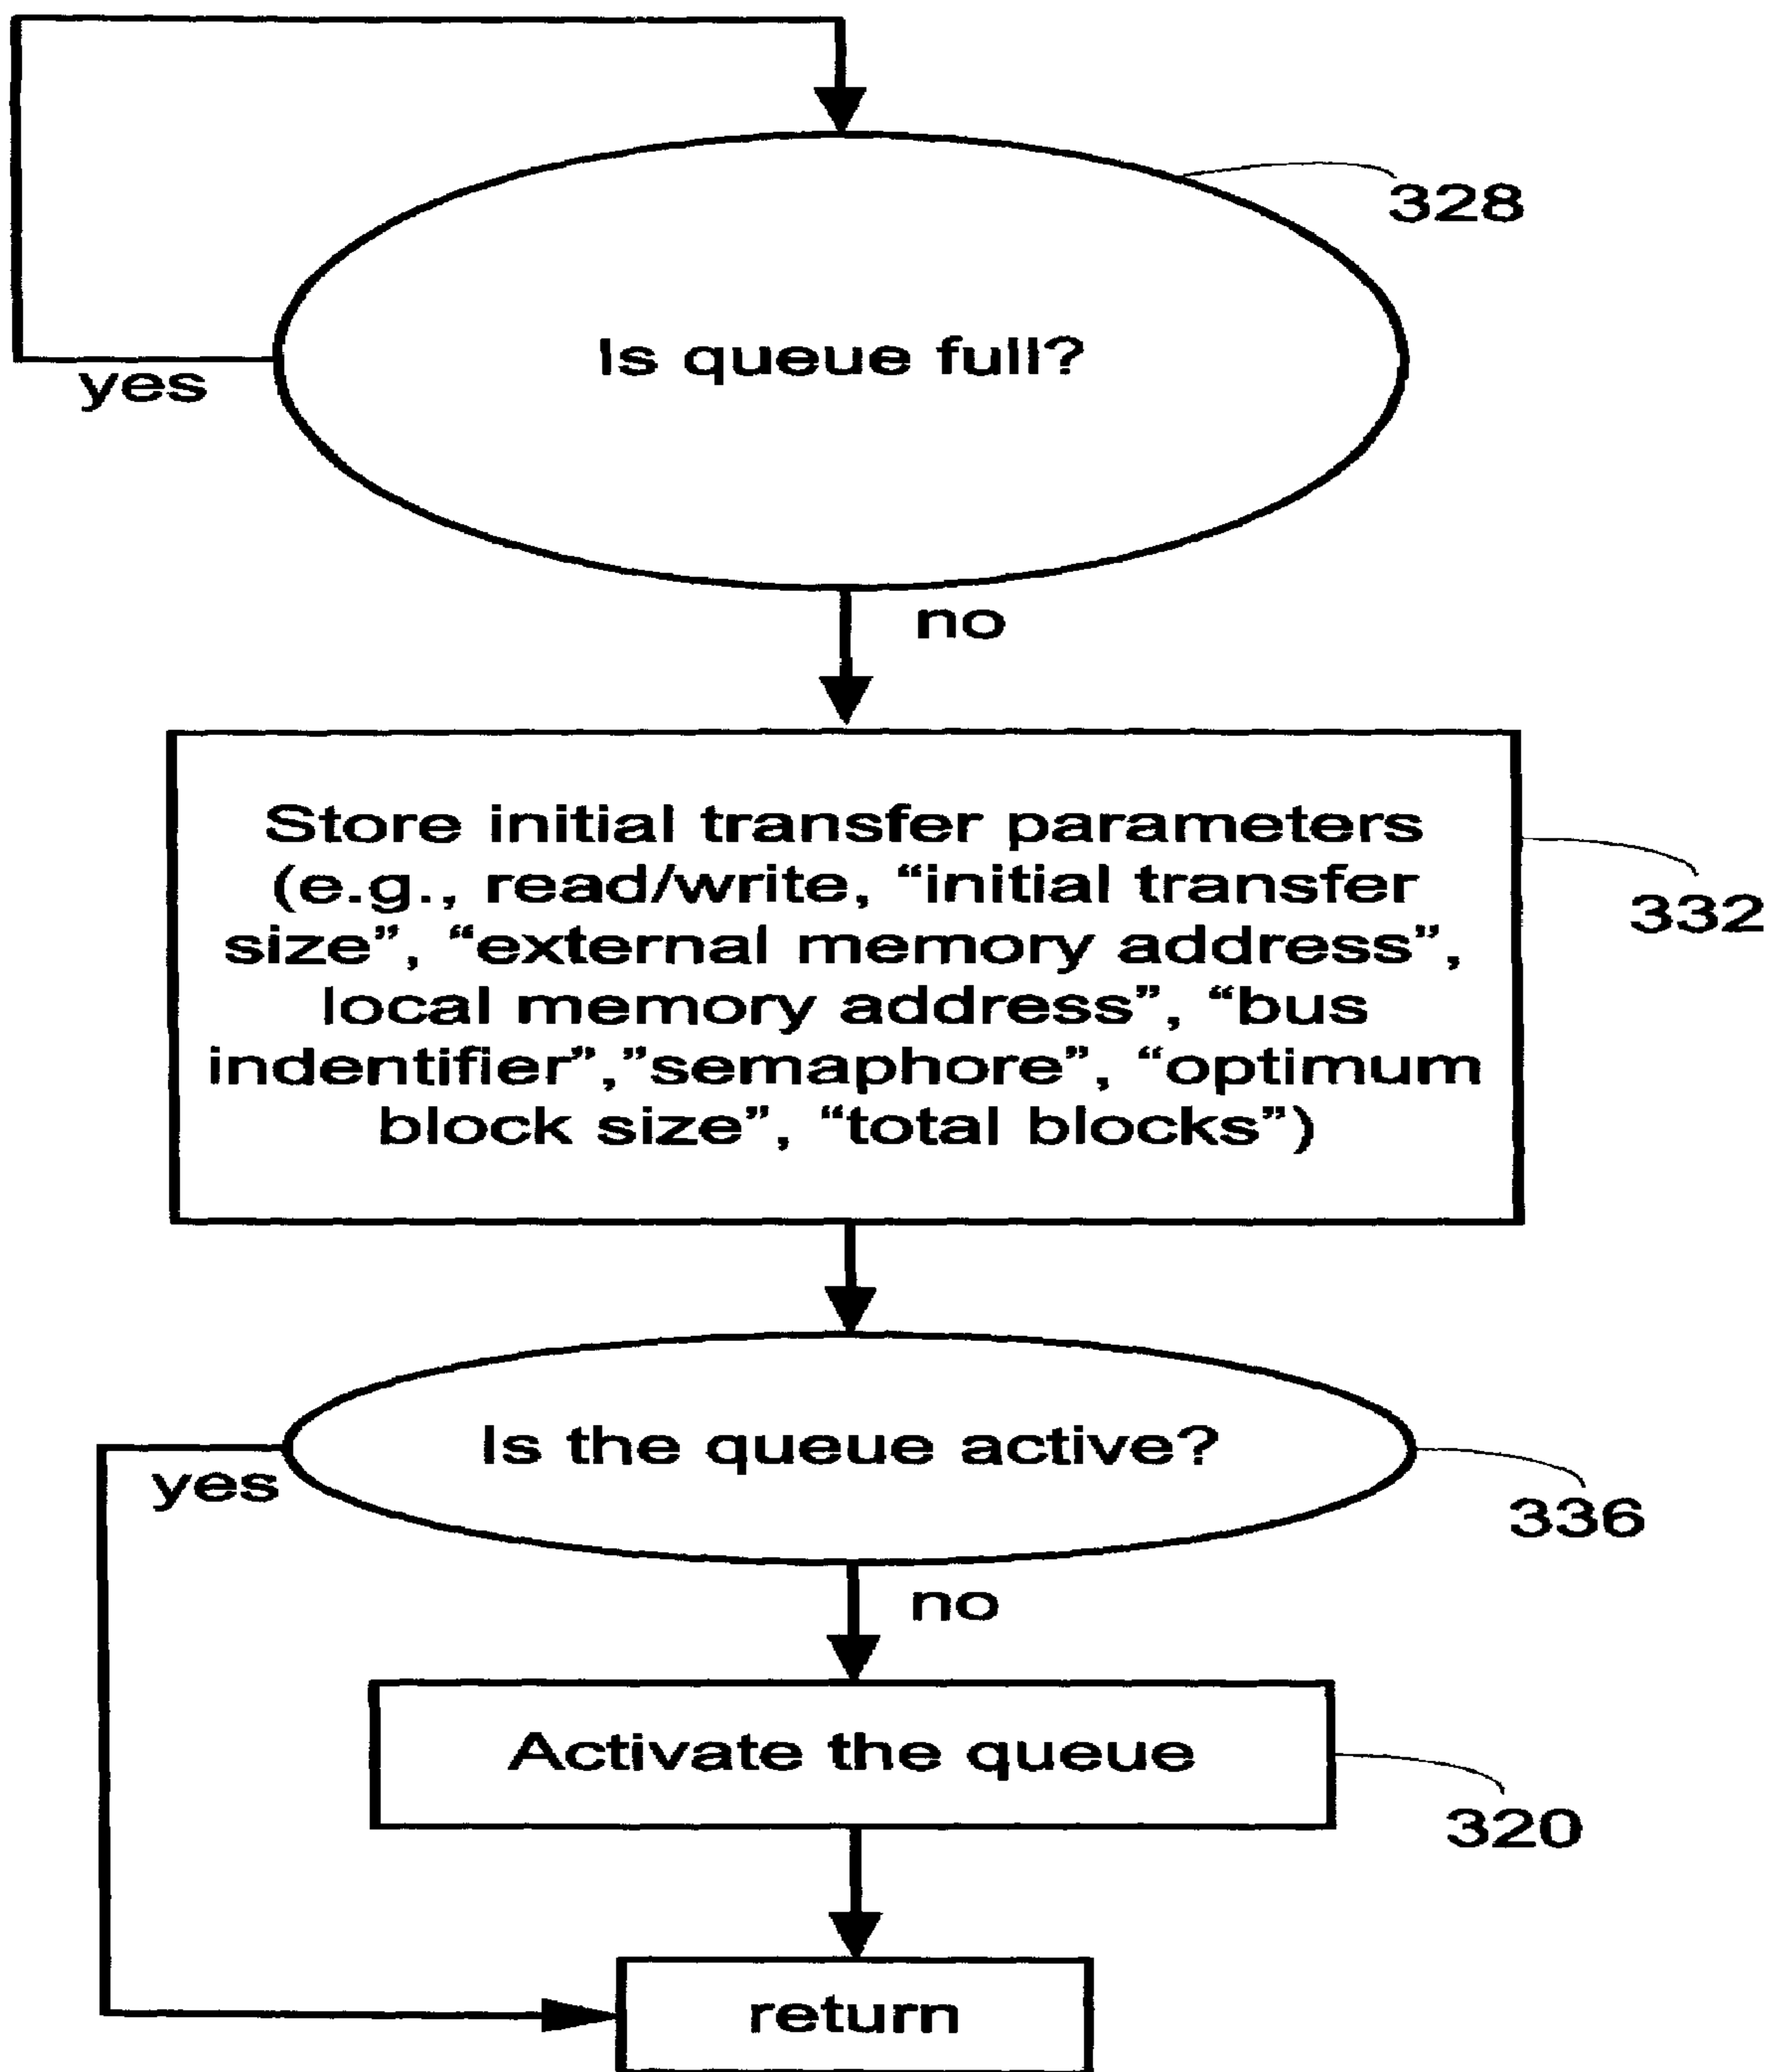 328
Is queue full?
yes
no
Store initial transfer parameters
(e.g., read/write, “initial transfer
size”, “external memory address”,
local memory address”, “bus
indentifier”,”semaphore”, “optimum
block size”, “total blocks”)
332
Is the queue active?
yes
336
no
Activate the queue
320
return